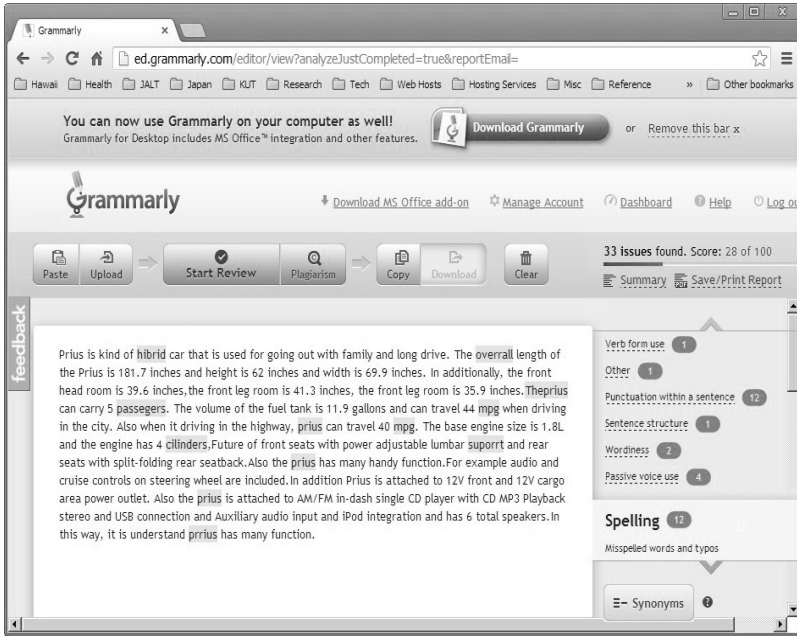 Grammarly
ed.grammarly.com/editor/view?analyzeJustCompleted=true&reportEmail=
Hawaii Health JALT Japan KUT Research Tech Web Hosts Hosting Services Misc Reference » Other bookmarks
You can now use Grammarly on your computer as well!
Grammarly for Desktop includes MS Office™ integration and other features.
Download Grammarly or Remove this bar x
Grammarly
Download MS Office add-on Manage Account Dashboard Help Log ou
Paste Upload Start Review Plagiarism Copy Download Clear
33 issues found. Score: 28 of 100
Summary Save/Print Report
feedback
Prius is kind of hibrid car that is used for going out with family and long drive. The overrall length of
the Prius is 181.7 inches and height is 62 inches and width is 69.9 inches. In additionally, the front
head room is 39.6 inches,the front leg room is 41.3 inches, the front leg room is 35.9 inches.Theprius
can carry 5 passegers. The volume of the fuel tank is 11.9 gallons and can travel 44 mpg when driving
in the city. Also when it driving in the highway, prius can travel 40 mpg. The base engine size is 1.8L
and the engine has 4 cilinders,Future of front seats with power adjustable lumbar suporrt and rear
seats with split-folding rear seatback.Also the prius has many handy function.For example audio and
cruise controls on steering wheel are included.In addition Prius is attached to 12V front and 12V cargo
area power outlet. Also the prius is attached to AM/FM in-dash single CD player with CD MP3 Playback
stereo and USB connection and Auxiliary audio input and iPod integration and has 6 total speakers.In
this way, it is understand prrius has many function.
Verb form use 1
Other 1
Punctuation within a sentence 12
Sentence structure 1
Wordiness 2
Passive voice use 4
Spelling 12
Misspelled words and typos
Synonyms